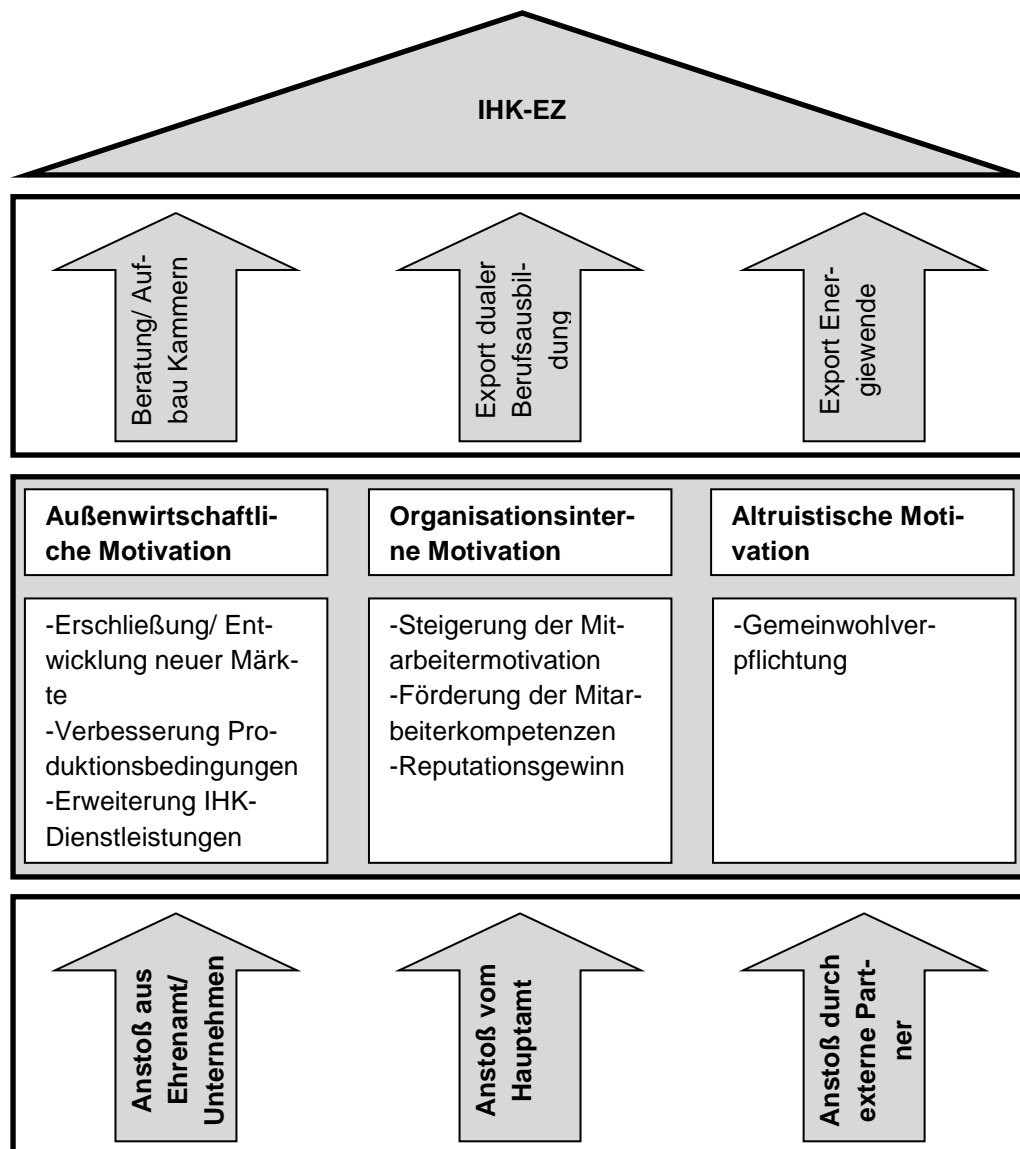 IHK-EZ
Beratung/ Auf-
bau Kammern
Export dualer
Berufsausbil-
dung
Export Ener-
giewende
Außenwirtschaftli-
che Motivation
Organisationsinter-
ne Motivation
Altruistische Moti-
vation
-Erschließung/ Ent-
wicklung neuer Märk-
te
-Verbesserung Pro-
duktionsbedingungen
-Erweiterung IHK-
Dienstleistungen
-Steigerung der Mit-
arbeitermotivation
-Förderung der Mitar-
beiterkompetenzen
-Reputationsgewinn
-Gemeinwohlver-
pflichtung
Anstoß aus
Ehrenamt/
Unternehmen
Anstoß vom
Hauptamt
Anstoß durch
externe Part-
ner